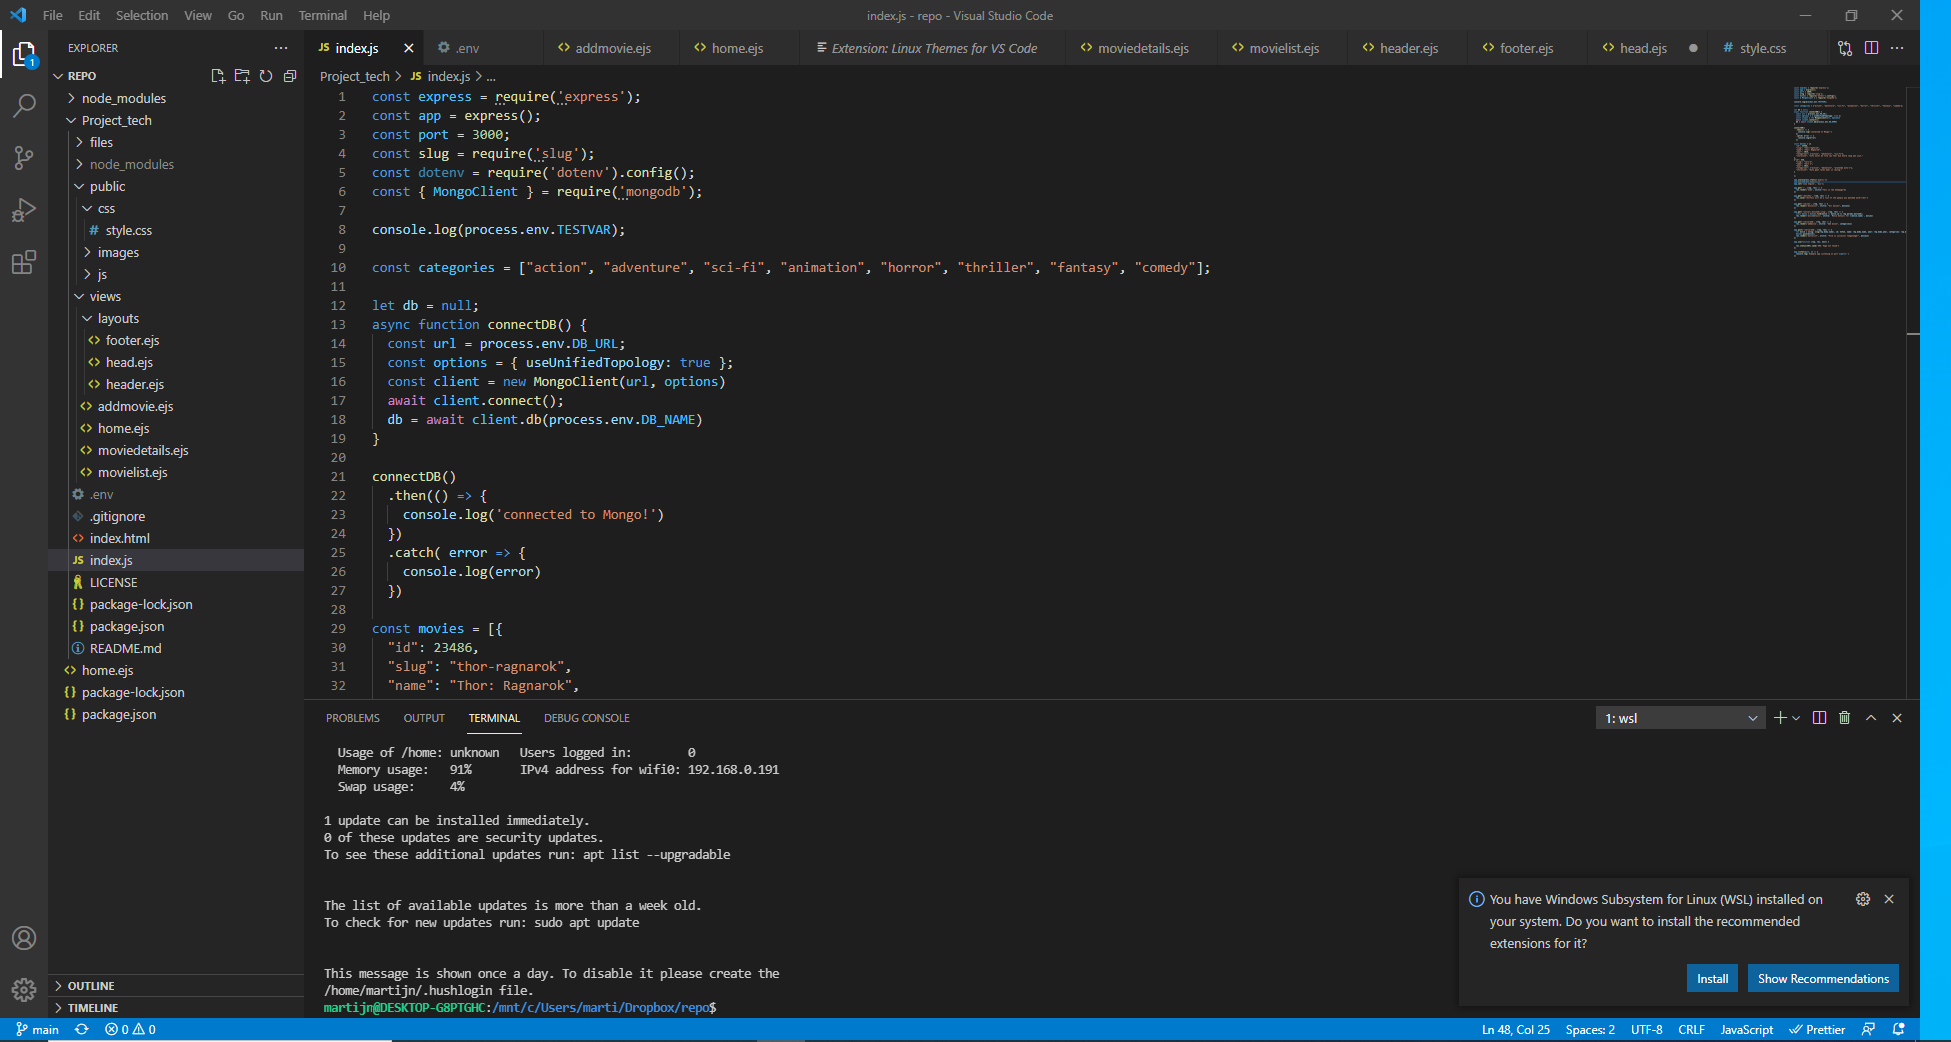 File Edit Selection View Go Run Terminal Help
index.js - repo - Visual Studio Code
EXPLORER
JS index.js
.env
addmovie.ejs
home.ejs
Extension: Linux Themes for VS Code
moviedetails.ejs
movielist.ejs
header.ejs
footer.ejs
head.ejs
# style.css
1
REPO
node_modules
Project_tech
files
node_modules
public
css
# style.css
images
js
views
layouts
footer.ejs
head.ejs
header.ejs
addmovie.ejs
home.ejs
moviedetails.ejs
movielist.ejs
.env
.gitignore
index.html
JS index.js
LICENSE
package-lock.json
package.json
README.md
home.ejs
package-lock.json
package.json
OUTLINE
TIMELINE
Project_tech > JS index.js > ...
1 const express = require('express');
2 const app = express();
3 const port = 3000;
4 const slug = require('slug');
5 const dotenv = require('dotenv').config();
6 const { MongoClient } = require('mongodb');
7
8 console.log(process.env.TESTVAR);
9
10 const categories = ["action", "adventure", "sci-fi", "animation", "horror", "thriller", "fantasy", "comedy"];
11
12 let db = null;
13 async function connectDB() {
14 const url = process.env.DB_URL;
15 const options = { useUnifiedTopology: true };
16 const client = new MongoClient(url, options)
17 await client.connect();
18 db = await client.db(process.env.DB_NAME)
19 }
20
21 connectDB()
22 .then(() => {
23 console.log('connected to Mongo!')
24 })
25 .catch( error => {
26 console.log(error)
27 })
28
29 const movies = [{
30 "id": 23486,
31 "slug": "thor-ragnarok",
32 "name": "Thor: Ragnarok",
PROBLEMS OUTPUT TERMINAL DEBUG CONSOLE
1: wsl
Usage of /home: unknown Users logged in: 0
Memory usage: 91% IPv4 address for wifi0: 192.168.0.191
Swap usage: 4%
1 update can be installed immediately.
0 of these updates are security updates.
To see these additional updates run: apt list --upgradable
The list of available updates is more than a week old.
To check for new updates run: sudo apt update
This message is shown once a day. To disable it please create the
/home/martijn/.hushlogin file.
martijn@DESKTOP-G8PTGHC:/mnt/c/Users/marti/Dropbox/repo$
You have Windows Subsystem for Linux (WSL) installed on
your system. Do you want to install the recommended
extensions for it?
Install
Show Recommendations
main
0 0
Ln 48, Col 25
Spaces: 2
UTF-8
CRLF
JavaScript
Prettier